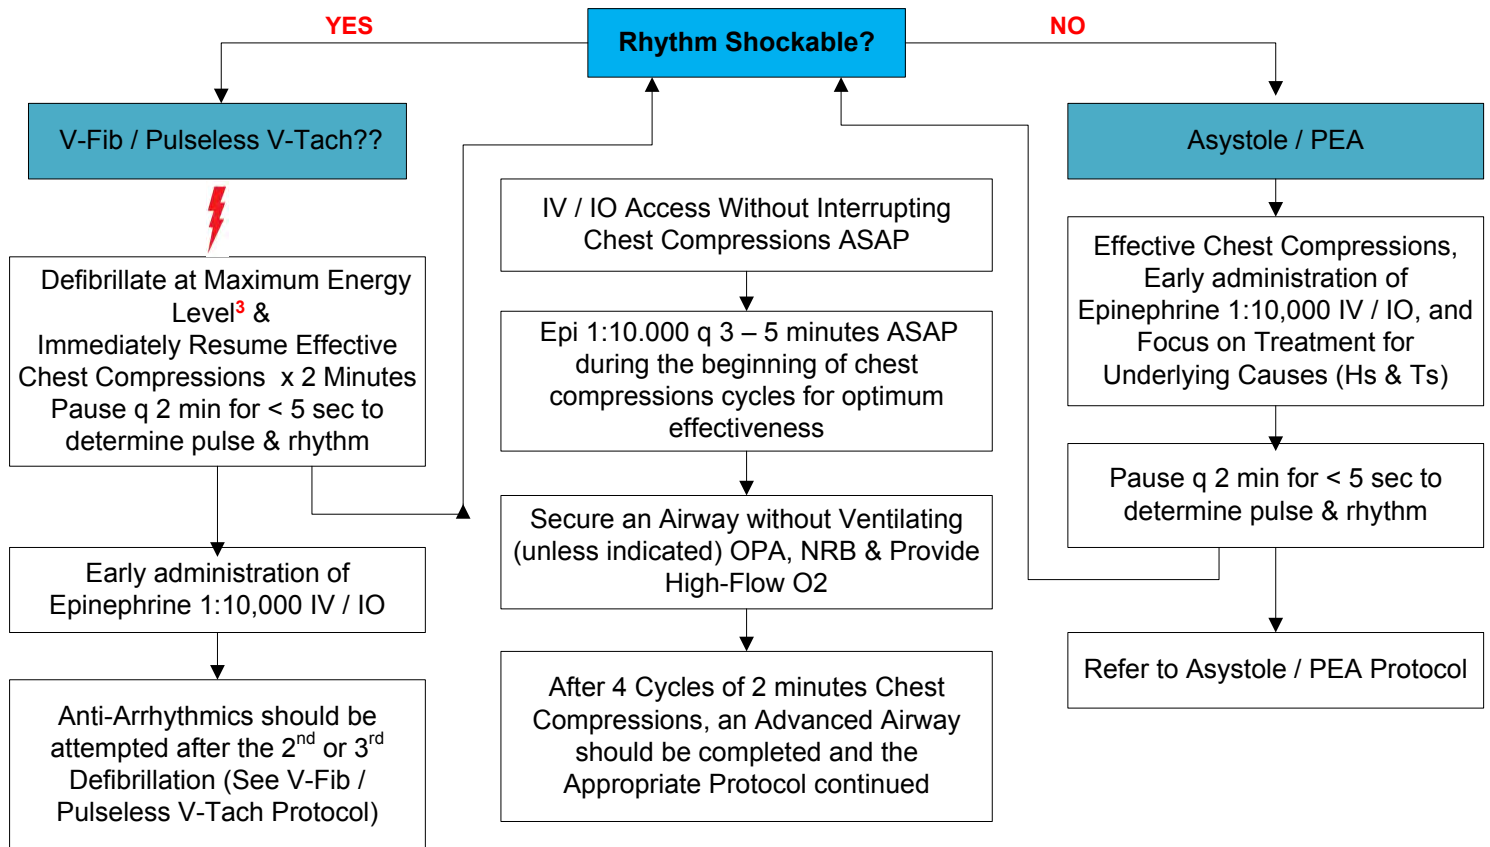 YES
Rhythm Shockable?
NO
V-Fib / Pulseless V-Tach??
Defibrillate at Maximum Energy
Level3 &
Immediately Resume Effective
Chest Compressions x 2 Minutes
Pause q 2 min for < 5 sec to
determine pulse & rhythm
Early administration of
Epinephrine 1:10,000 IV / IO
Anti-Arrhythmics should be
attempted after the 2nd or 3rd
Defibrillation (See V-Fib /
Pulseless V-Tach Protocol)
IV / IO Access Without Interrupting
Chest Compressions ASAP
Epi 1:10.000 q 3 – 5 minutes ASAP
during the beginning of chest
compressions cycles for optimum
effectiveness
Secure an Airway without Ventilating
(unless indicated) OPA, NRB & Provide
High-Flow O2
After 4 Cycles of 2 minutes Chest
Compressions, an Advanced Airway
should be completed and the
Appropriate Protocol continued
Asystole / PEA
Effective Chest Compressions,
Early administration of
Epinephrine 1:10,000 IV / IO, and
Focus on Treatment for
Underlying Causes (Hs & Ts)
Pause q 2 min for < 5 sec to
determine pulse & rhythm
Refer to Asystole / PEA Protocol